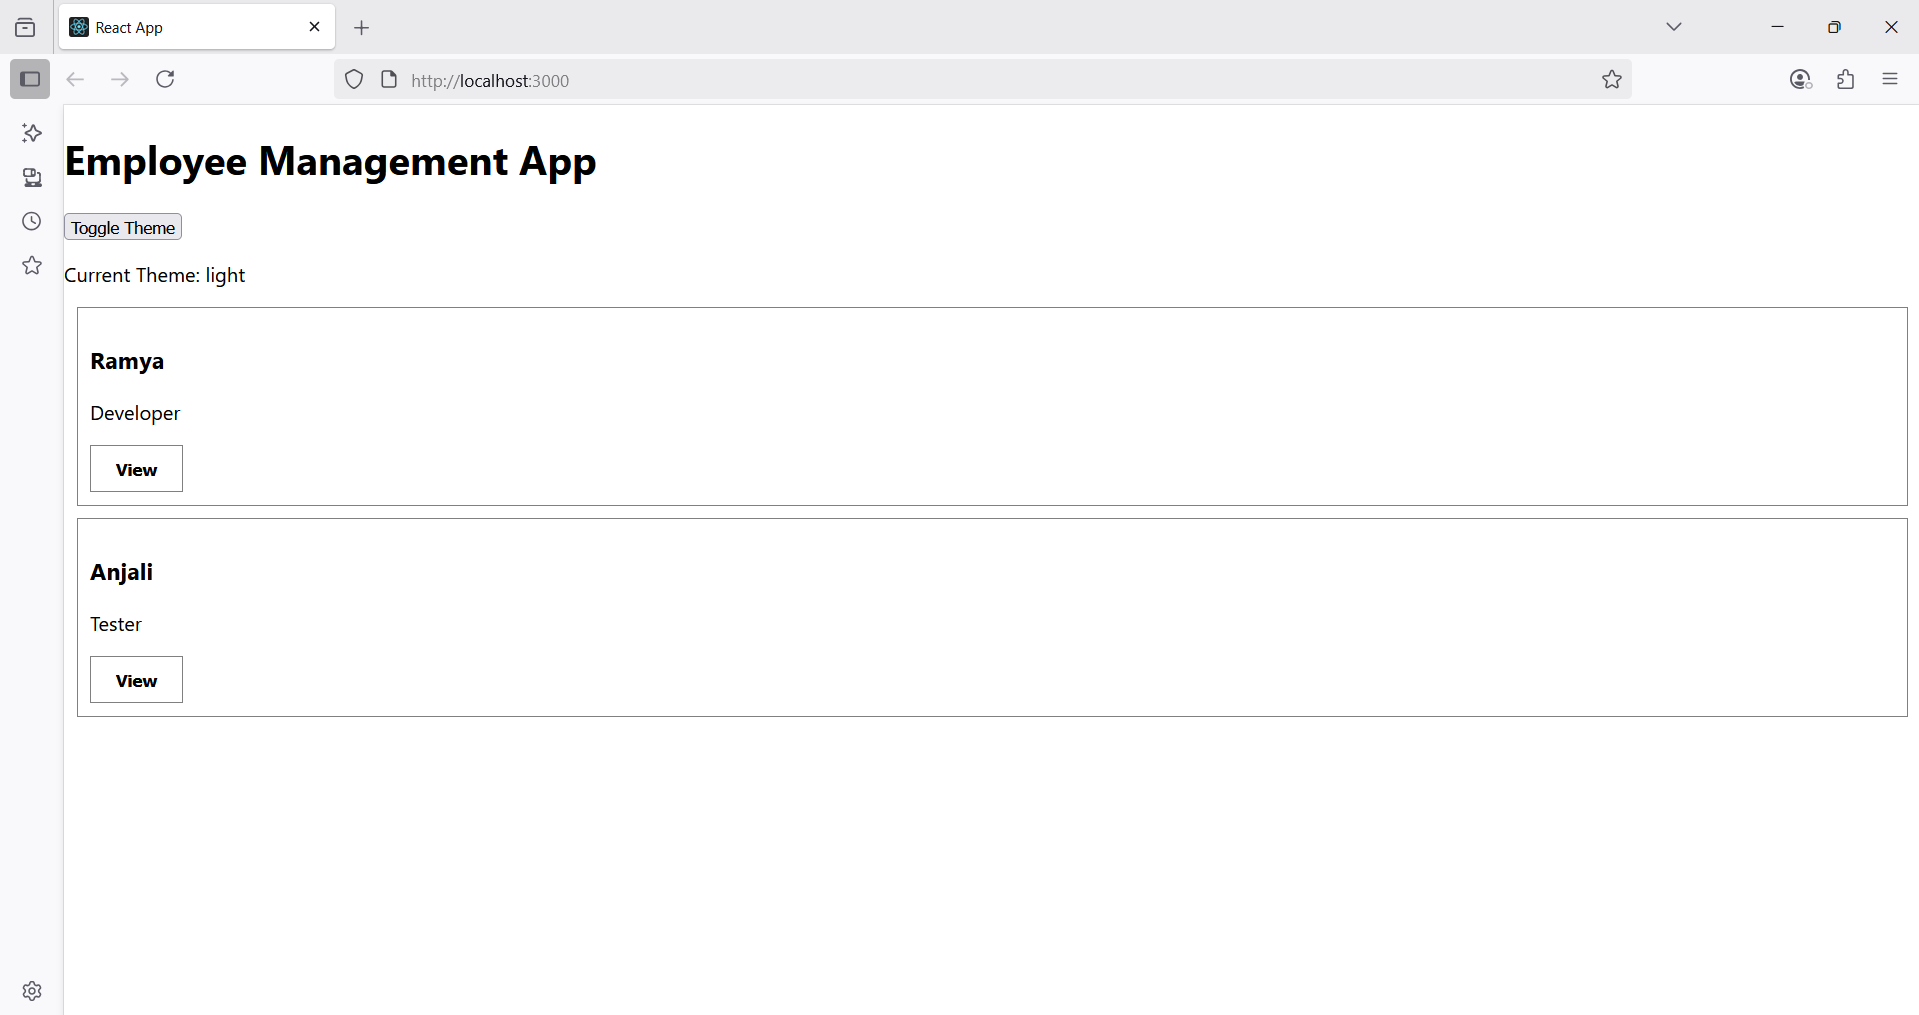 React App
http://localhost:3000
Employee Management App
Toggle Theme
Current Theme: light
Ramya
Developer
View
Anjali
Tester
View